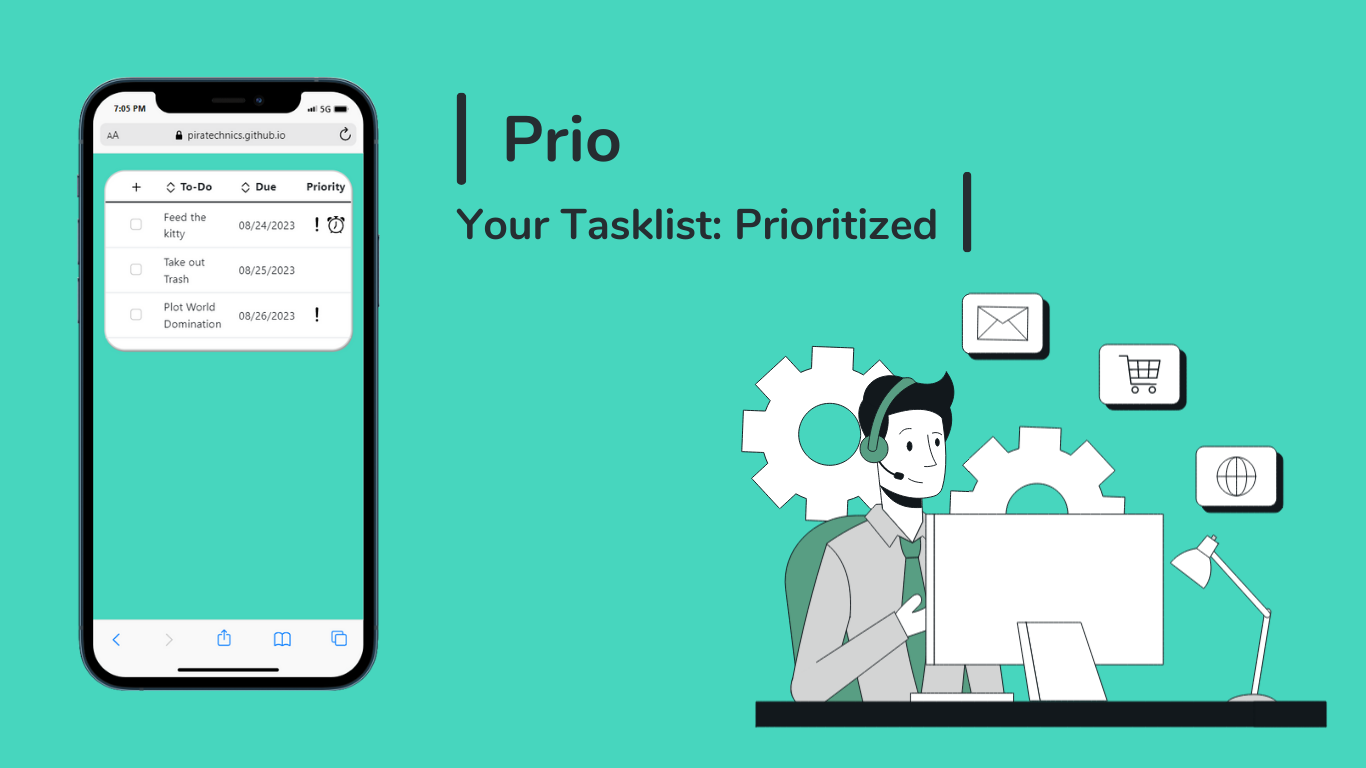 7:05 PM 5G
AA piratechnics.github.io
+ To-Do Due Priority
Feed the
kitty
08/24/2023 !
Take out
Trash
08/25/2023
Plot World
Domination
08/26/2023 !
Prio
Your Tasklist: Prioritized